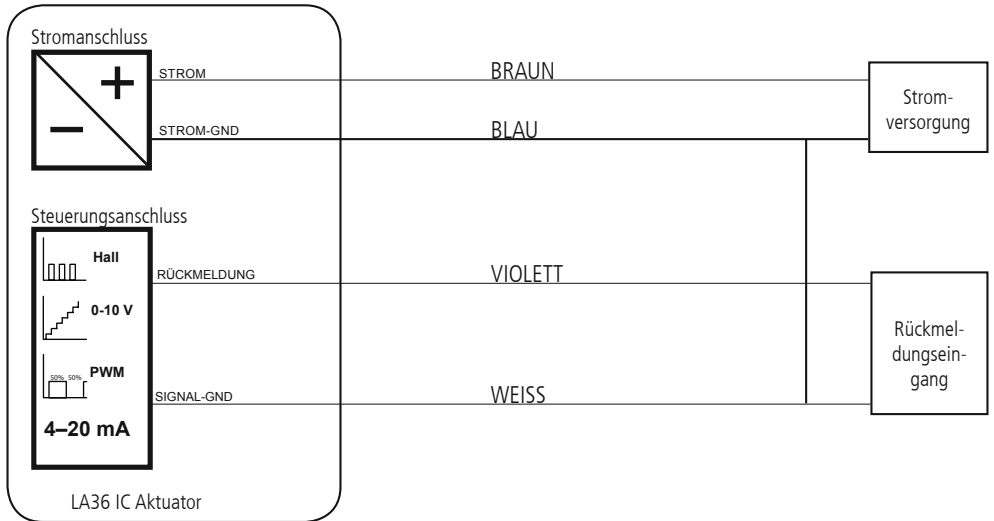 Stromanschluss
STROM
BRAUN
Strom-
versorgung
STROM-GND
BLAU
Steuerungsanschluss
Hall
RÜCKMELDUNG
VIOLETT
0-10 V
Rückmel-
dungsein-
gang
50% 50%
PWM
SIGNAL-GND
WEISS
4–20 mA
LA36 IC Aktuator